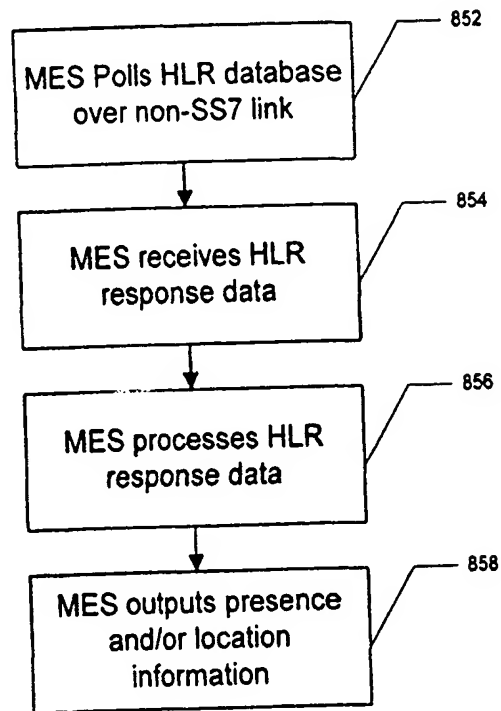 852
MES Polls HLR database
over non-SS7 link
854
MES receives HLR
response data
856
MES processes HLR
response data
858
MES outputs presence
and/or location
information